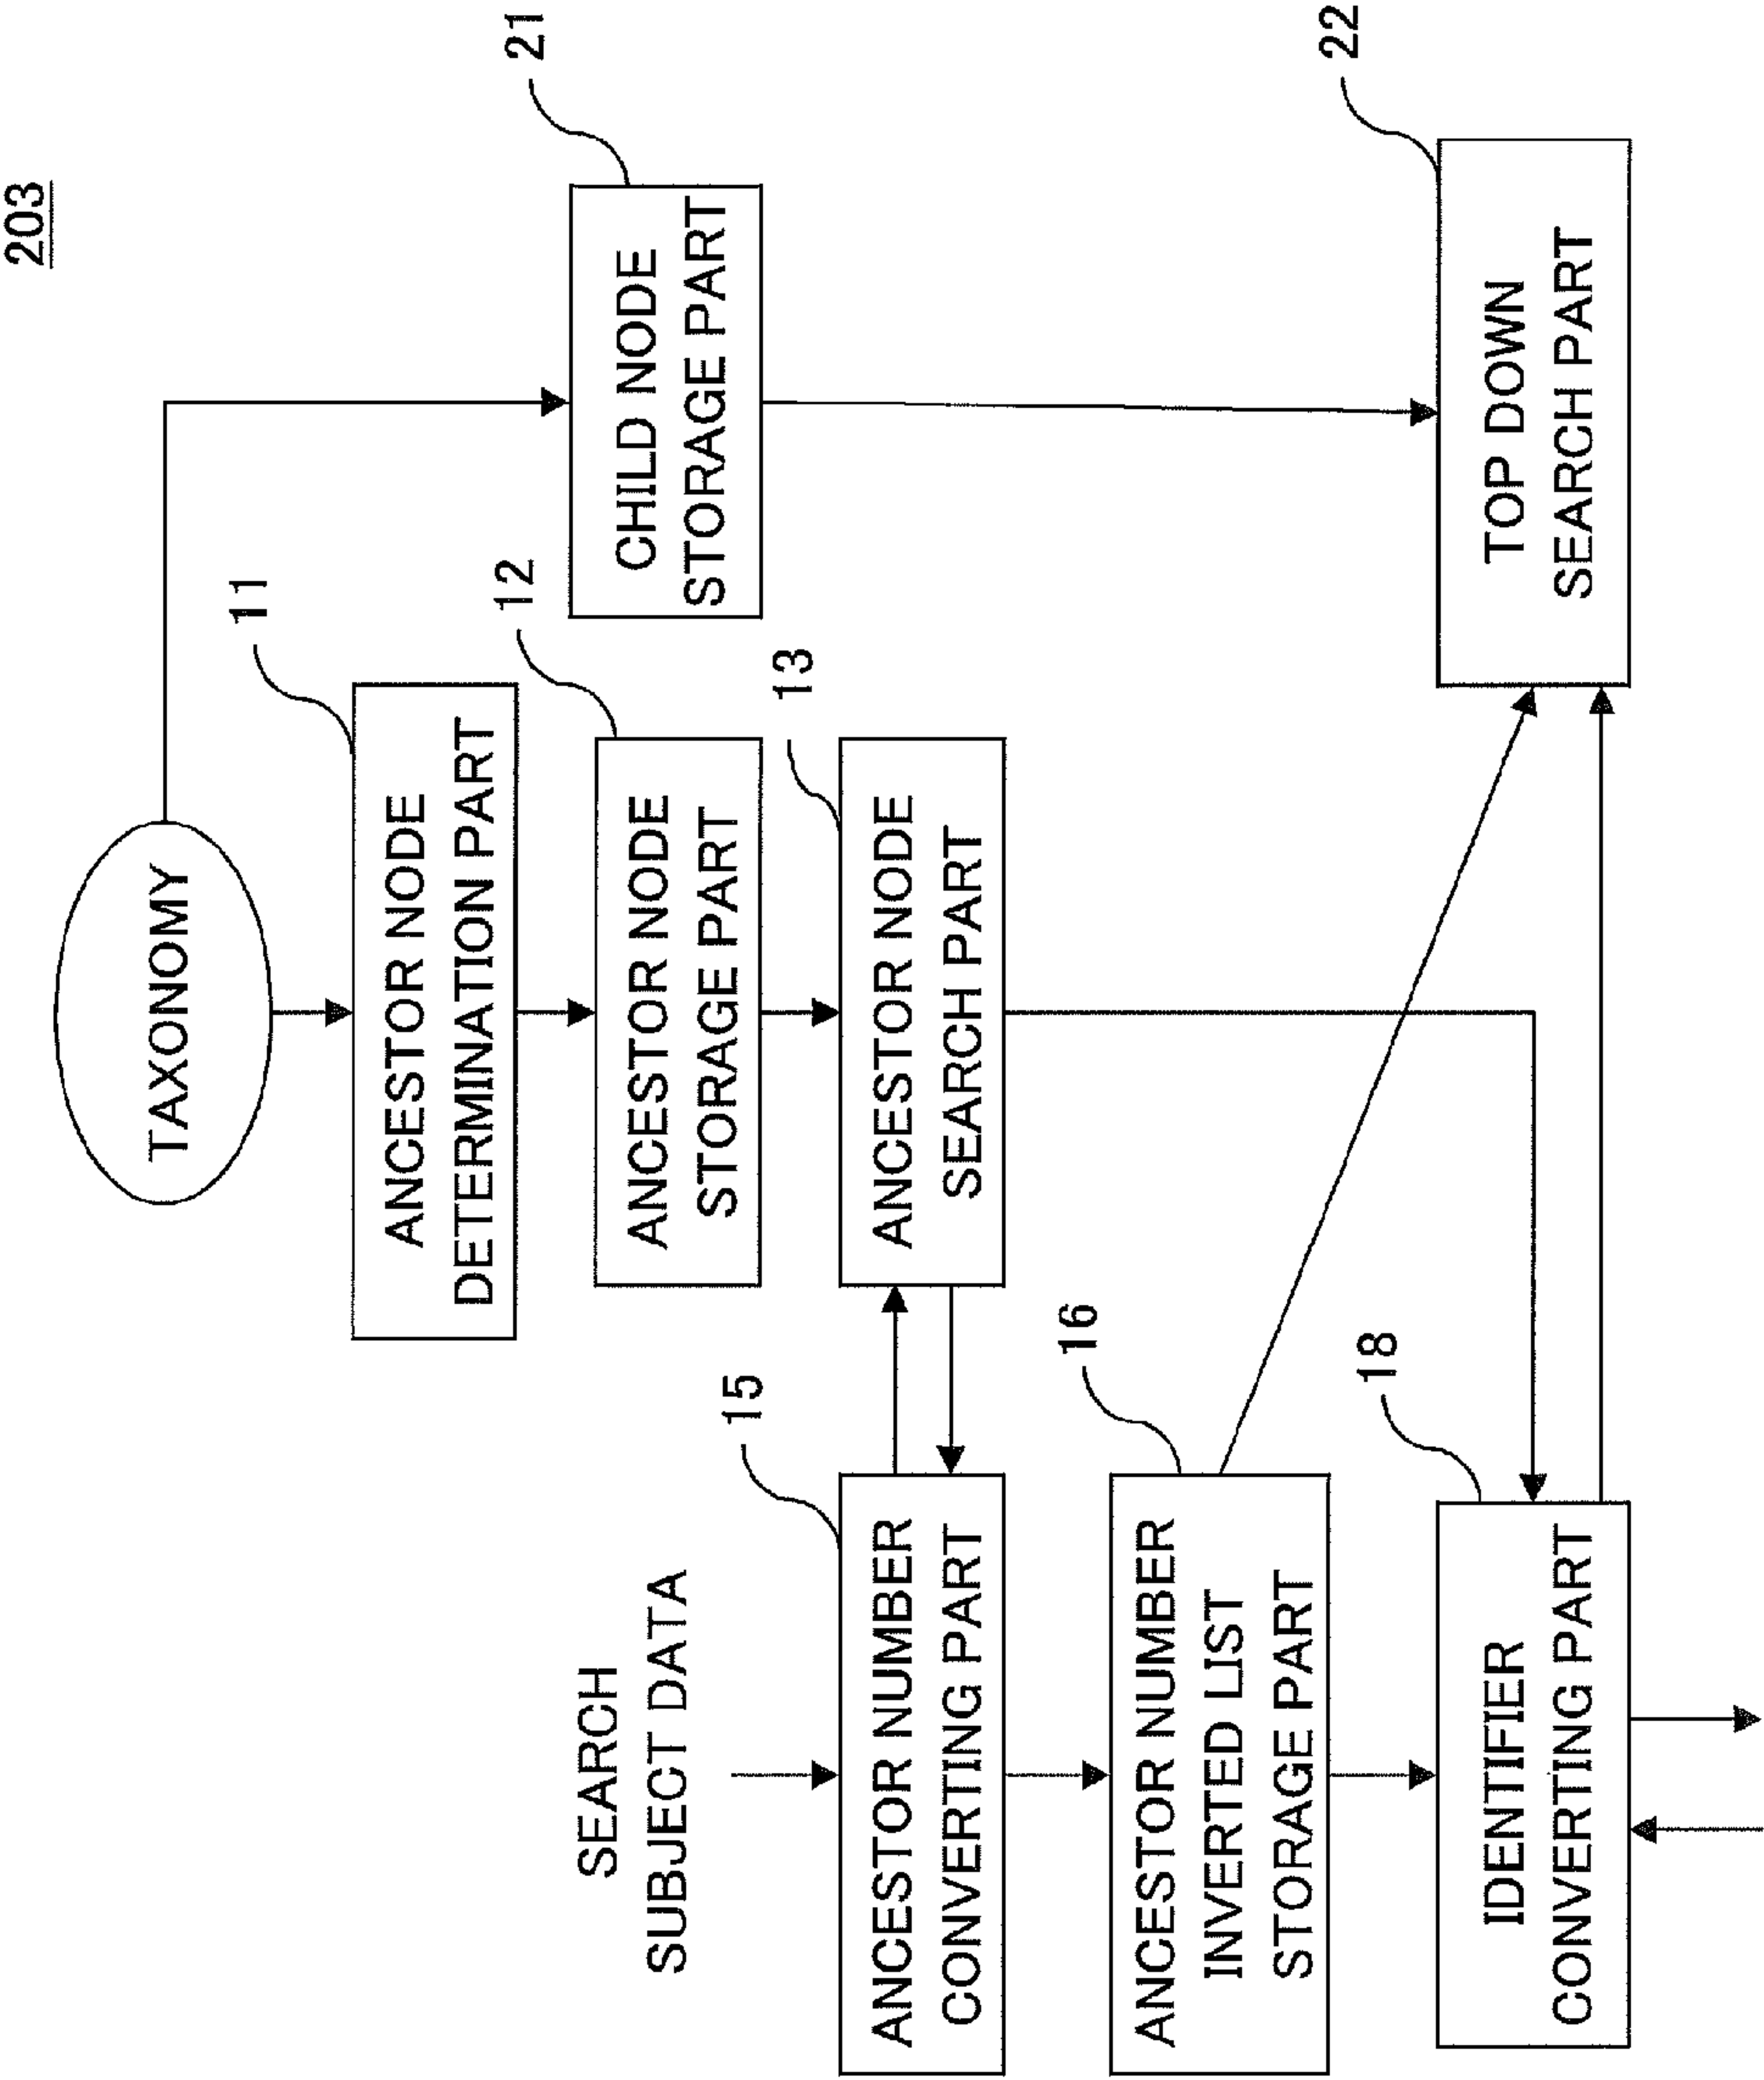 203
TAXONOMY
11
ANCESTOR NODE
DETERMINATION PART
12
ANCESTOR NODE
STORAGE PART
21
CHILD NODE
STORAGE PART
13
ANCESTOR NODE
SEARCH PART
SEARCH
SUBJECT DATA
15
ANCESTOR NUMBER
CONVERTING PART
16
ANCESTOR NUMBER
INVERTED LIST
STORAGE PART
18
IDENTIFIER
CONVERTING PART
22
TOP DOWN
SEARCH PART